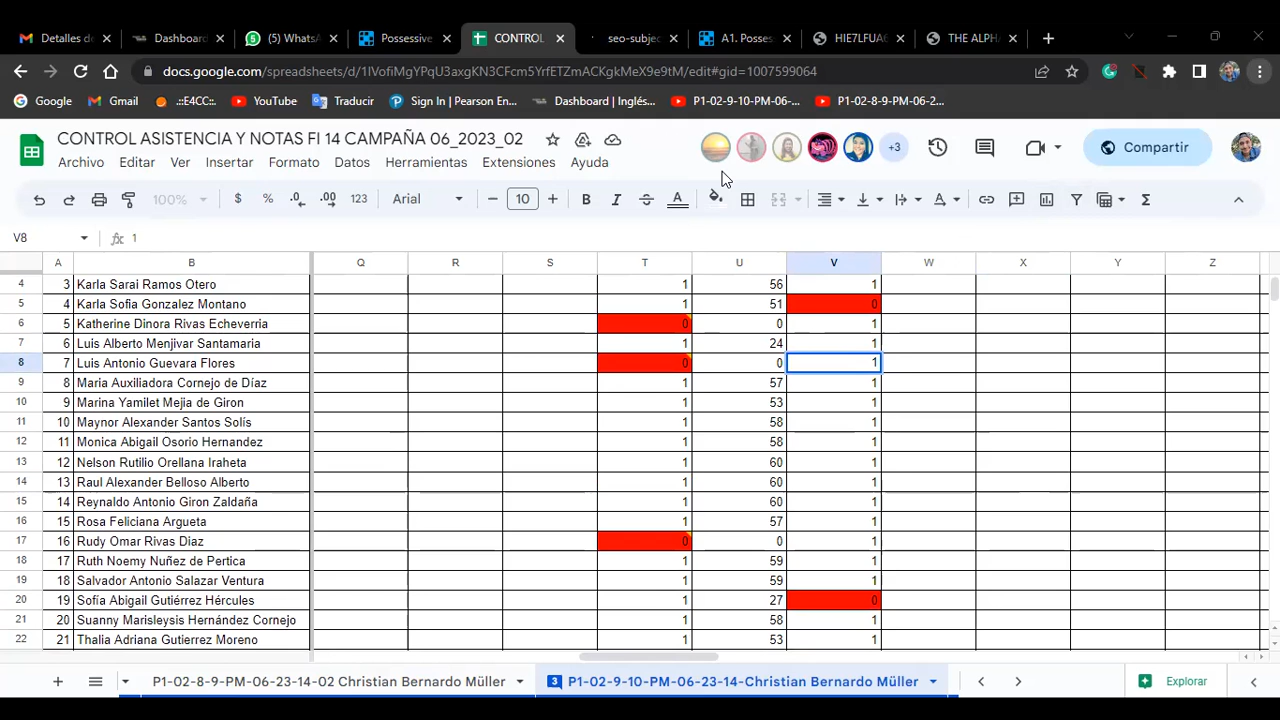 Detalles de
Dashboard
(5) WhatsA
Possessive
CONTROL
seo-subjec
A1. Posses
HIE7LFUA6
THE ALPHA
docs.google.com/spreadsheets/d/1IVofiMgYPqU3axgKN3CFcm5YrfETZmACKgkMeX9e9tM/edit#gid=1007599064
Google
Gmail
.::E4CC:.
YouTube
Traducir
Sign In | Pearson En...
Dashboard | Inglés...
P1-02-9-10-PM-06-...
P1-02-8-9-PM-06-2...
CONTROL ASISTENCIA Y NOTAS FI 14 CAMPAÑA 06_2023_02
+3
Compartir
Archivo Editar Ver Insertar Formato Datos Herramientas Extensiones Ayuda
100% $ % .0 .00 123 Arial 10 B I S A
V8 fx 1
A B Q R S T U V W X Y Z
4 3 Karla Sarai Ramos Otero 1 56 1
5 4 Karla Sofia Gonzalez Montano 1 51 0
6 5 Katherine Dinora Rivas Echeverria 0 0 1
7 6 Luis Alberto Menjivar Santamaria 1 24 1
8 7 Luis Antonio Guevara Flores 0 0 1
9 8 Maria Auxiliadora Cornejo de Díaz 1 57 1
10 9 Marina Yamilet Mejia de Giron 1 53 1
11 10 Maynor Alexander Santos Solís 1 58 1
12 11 Monica Abigail Osorio Hernandez 1 58 1
13 12 Nelson Rutilio Orellana Iraheta 1 60 1
14 13 Raul Alexander Belloso Alberto 1 60 1
15 14 Reynaldo Antonio Giron Zaldaña 1 60 1
16 15 Rosa Feliciana Argueta 1 57 1
17 16 Rudy Omar Rivas Diaz 0 0 1
18 17 Ruth Noemy Nuñez de Pertica 1 59 1
19 18 Salvador Antonio Salazar Ventura 1 59 1
20 19 Sofía Abigail Gutiérrez Hércules 1 27 0
21 20 Suanny Marisleysis Hernández Cornejo 1 58 1
22 21 Thalia Adriana Gutierrez Moreno 1 53 1
P1-02-8-9-PM-06-23-14-02 Christian Bernardo Müller
3 P1-02-9-10-PM-06-23-14-Christian Bernardo Müller
Explorar